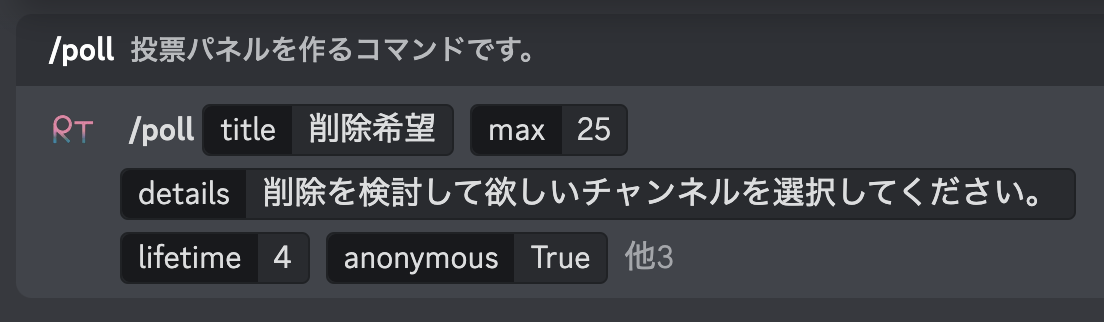 /poll 投票パネルを作るコマンドです。
RT /poll title 削除希望 max 25
details 削除を検討して欲しいチャンネルを選択してください。
lifetime 4 anonymous True 他3